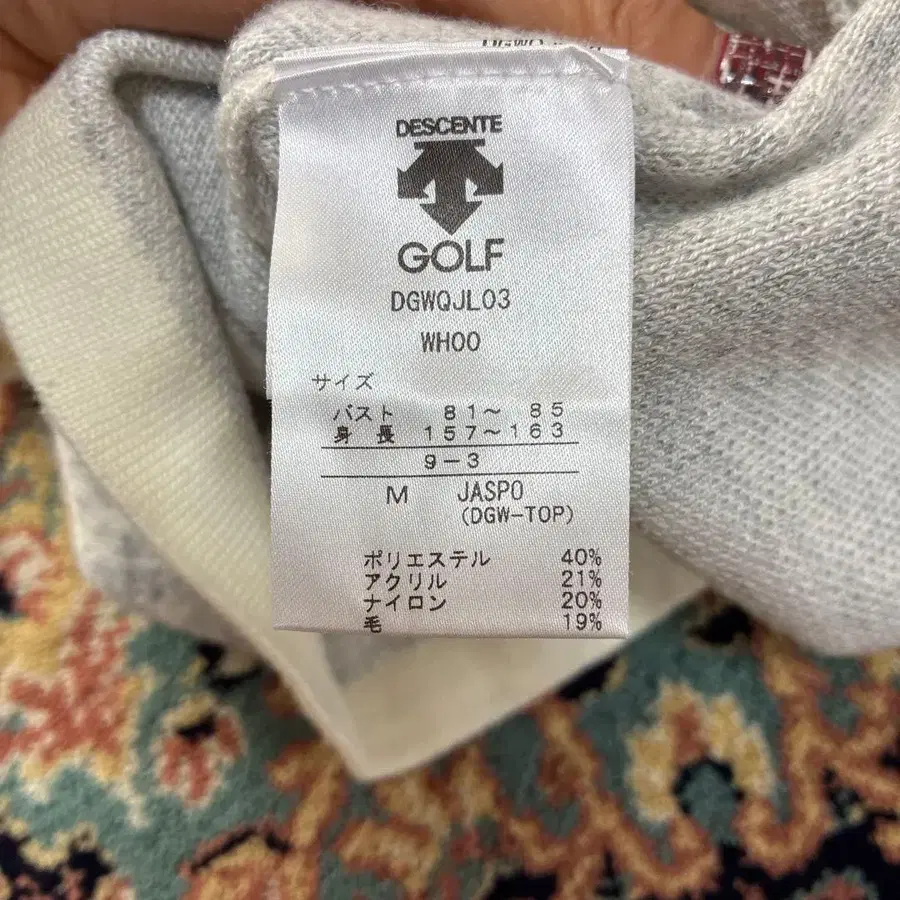 DESCENTE
GOLF
DGWQJL03
WH00
サイズ
バスト 81～ 85
身 長 157～163
9-3
M JASPO
(DGW-TOP)
ポリエステル 40%
アクリル 21%
ナイロン 20%
毛 19%